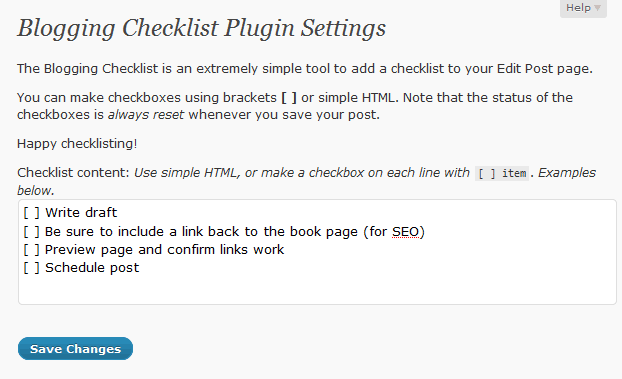 Help
Blogging Checklist Plugin Settings
The Blogging Checklist is an extremely simple tool to add a checklist to your Edit Post page.
You can make checkboxes using brackets [ ] or simple HTML. Note that the status of the
checkboxes is always reset whenever you save your post.
Happy checklisting!
Checklist content: Use simple HTML, or make a checkbox on each line with [ ] item. Examples
below.
[ ] Write draft
[ ] Be sure to include a link back to the book page (for SEO)
[ ] Preview page and confirm links work
[ ] Schedule post
Save Changes